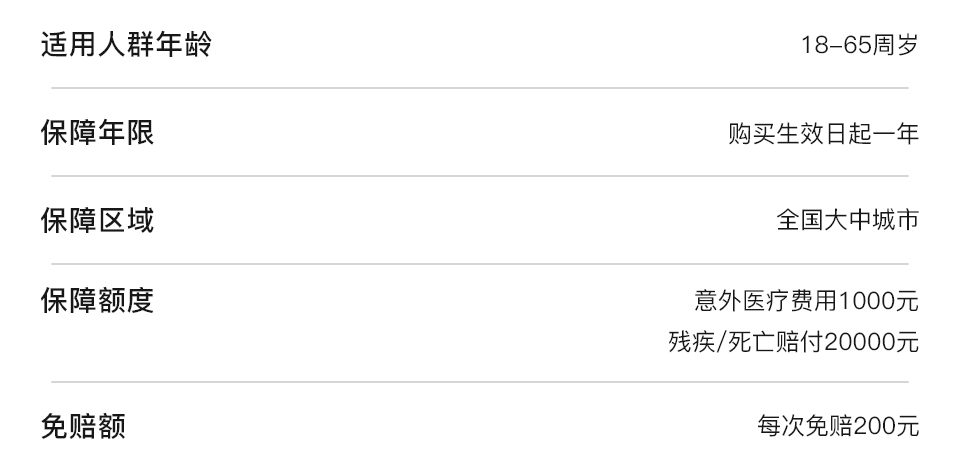 适用人群年龄 18-65周岁
保障年限 购买生效日起一年
保障区域 全国大中城市
保障额度 意外医疗费用1000元
残疾/死亡赔付20000元
免赔额 每次免赔200元